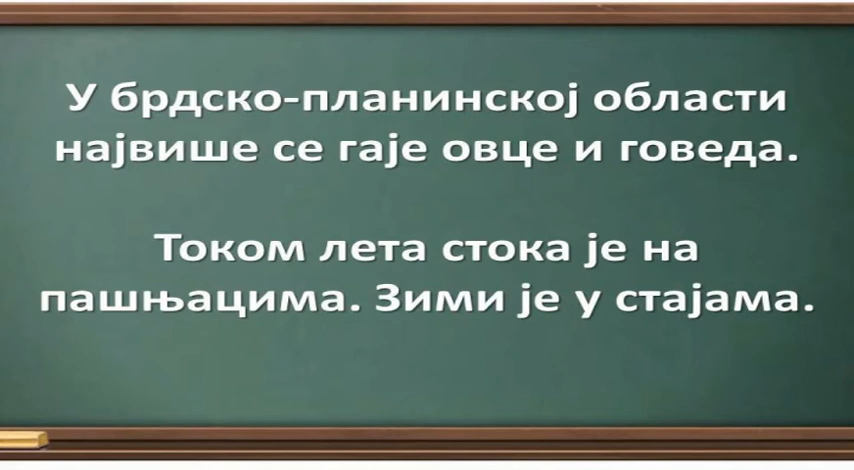 У брдско-планинској области
највише се гаје овце и говеда.
Током лета стока је на
пашњацима. Зими је у стајама.